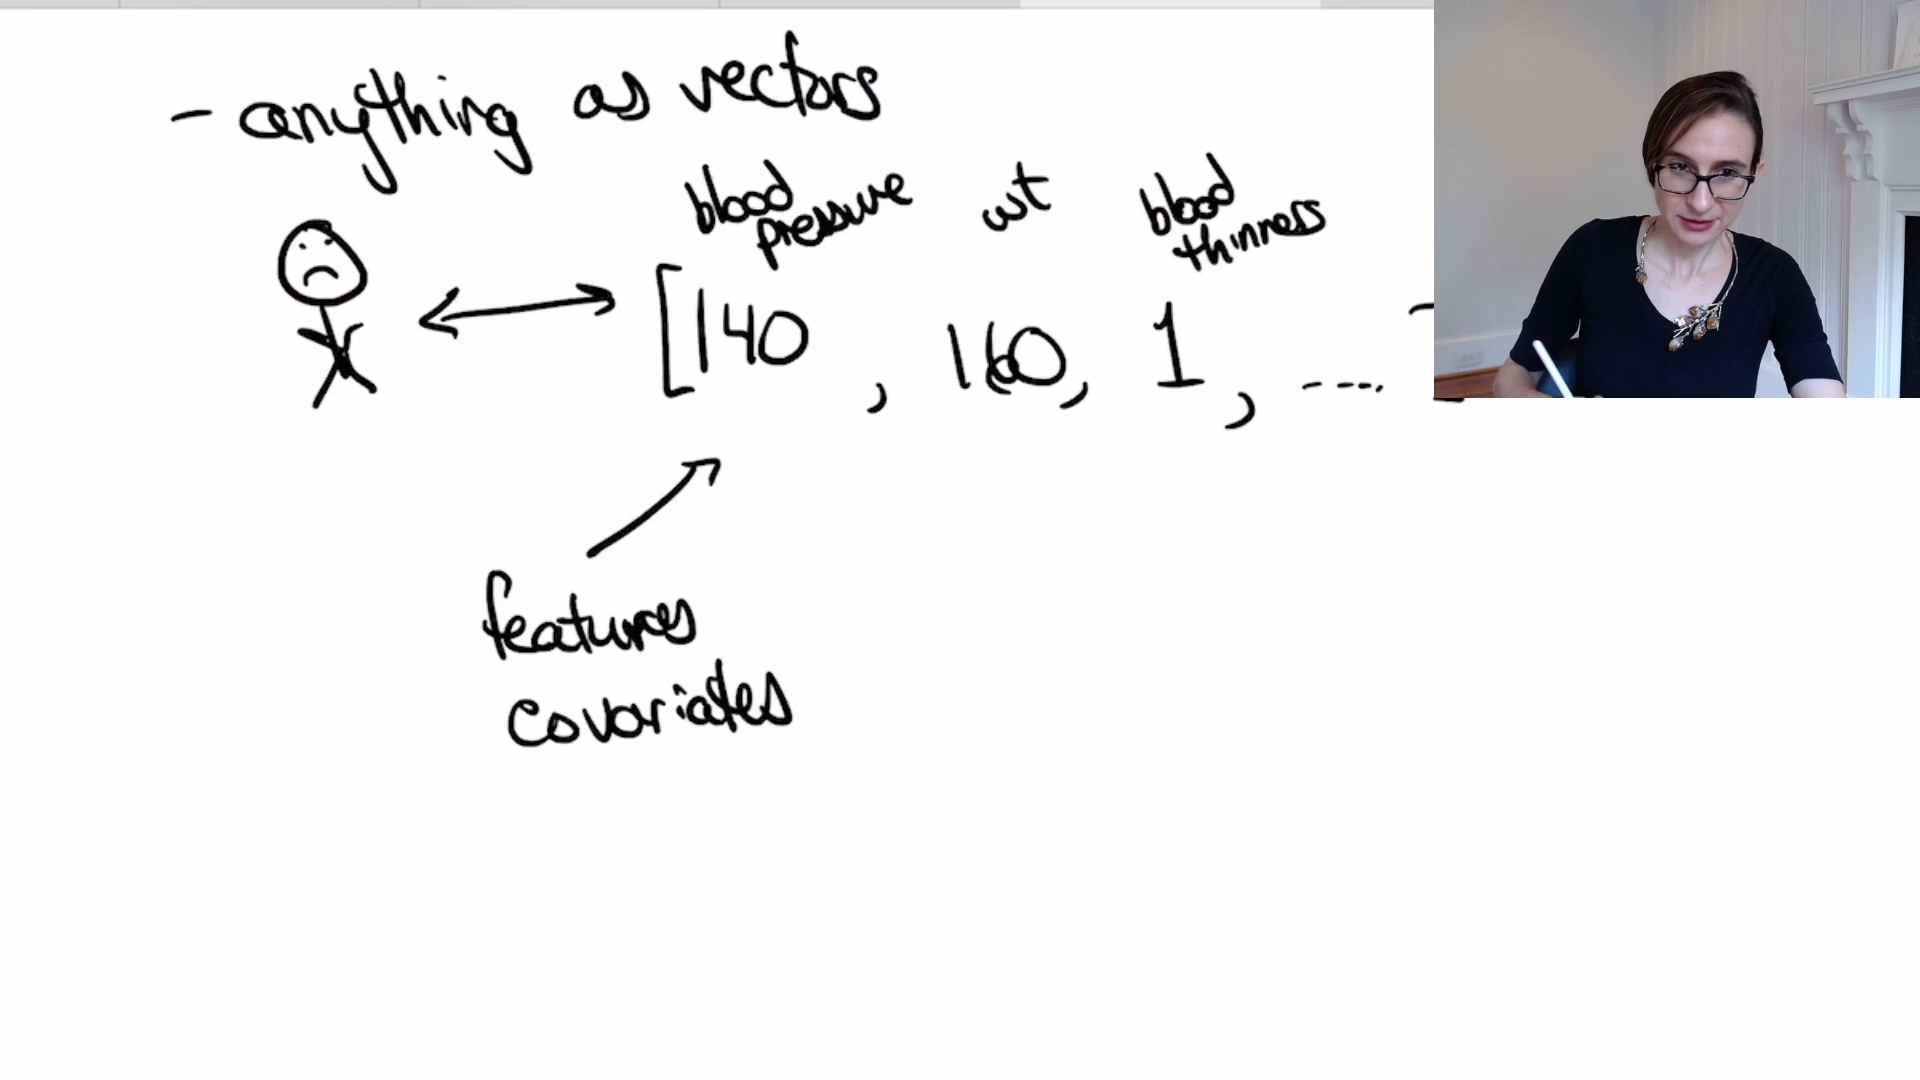 - anything as vectors
blood pressure wt blood thinness
[140, 160, 1, ....
features
covariates